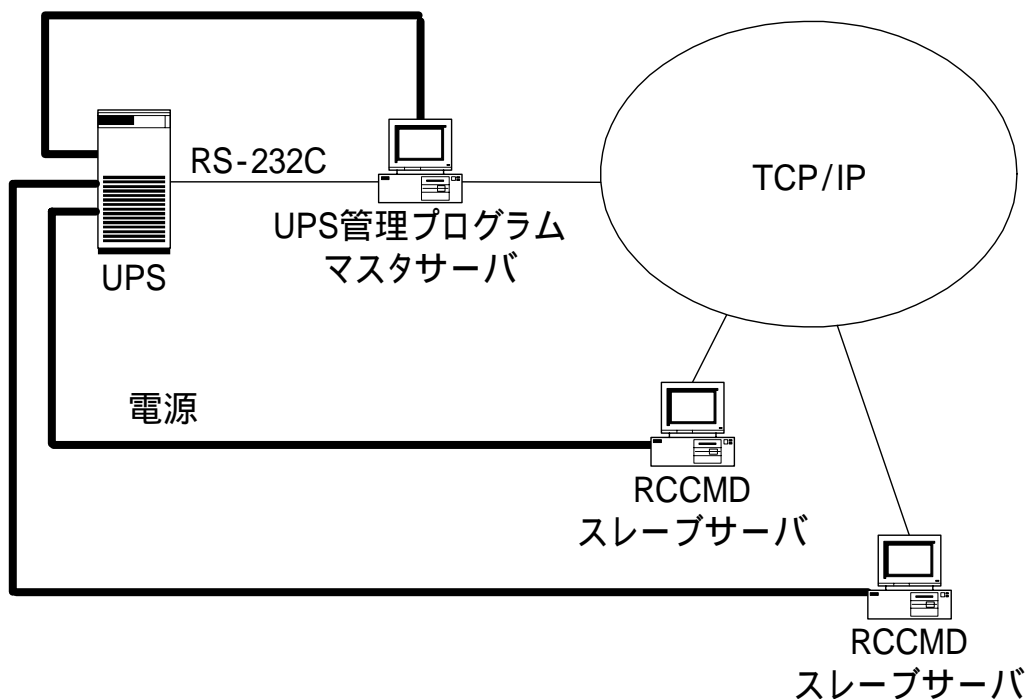 RS-232C
TCP/IP
UPS管理プログラム
マスタサーバ
UPS
電源
RCCMD
スレーブサーバ
RCCMD
スレーブサーバ